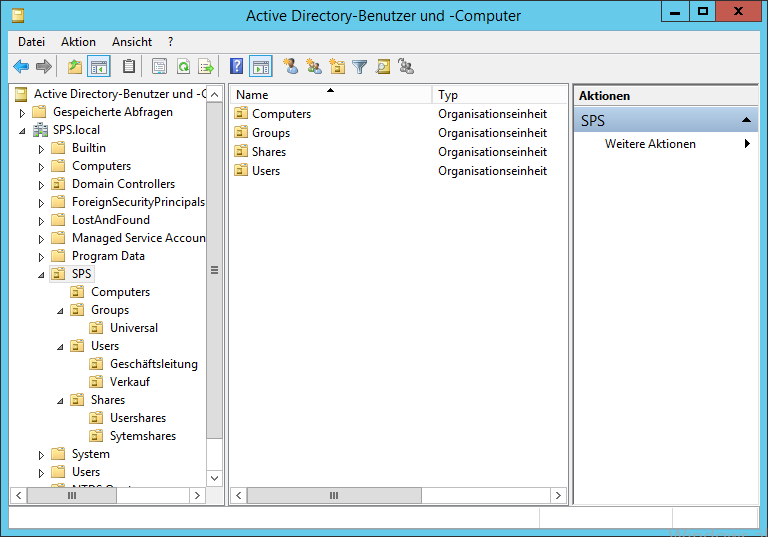 Active Directory-Benutzer und -Computer
Datei Aktion Ansicht ?
Active Directory-Benutzer und -C
Gespeicherte Abfragen
SPS.local
Builtin
Computers
Domain Controllers
ForeignSecurityPrincipals
LostAndFound
Managed Service Accoun
Program Data
SPS
Computers
Groups
Universal
Users
Geschäftsleitung
Verkauf
Shares
Usershares
Sytemshares
System
Users
Name Typ
Computers Organisationseinheit
Groups Organisationseinheit
Shares Organisationseinheit
Users Organisationseinheit
Aktionen
SPS
Weitere Aktionen